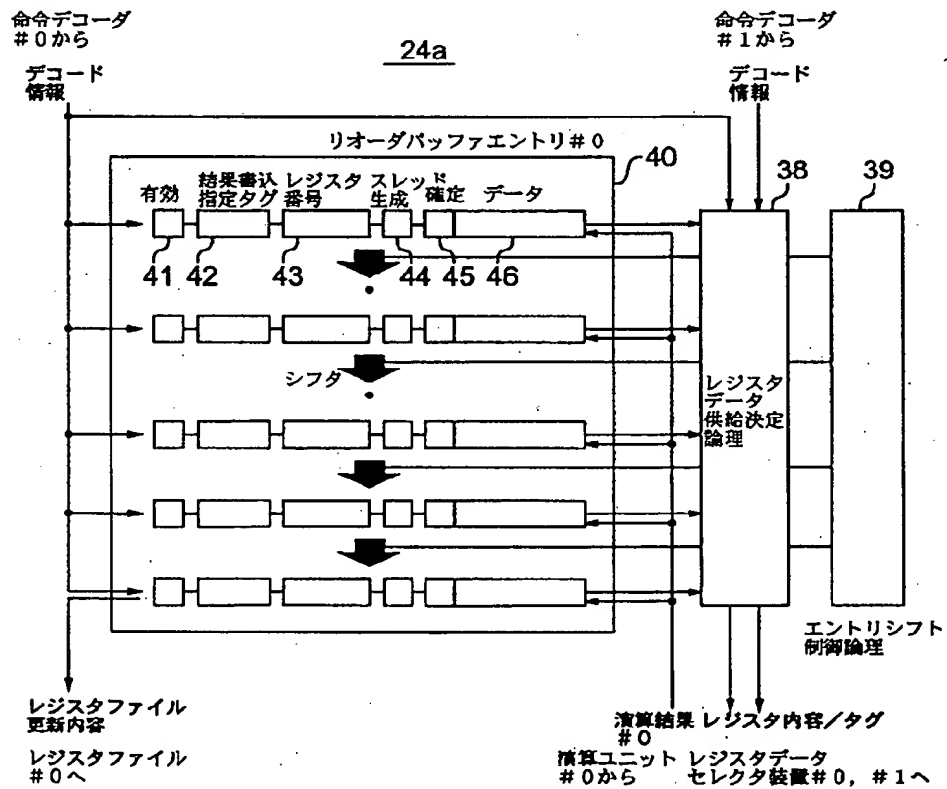 命令デコーダ
#0から
デコード
情報
24a
命令デコーダ
#1から
デコード
情報
リオーダバッファエントリ#0
40
38
39
有効
結果書込
指定タグ
レジスタ
番号
スレッド
生成
確定
データ
41
42
43
44
45
46
シフタ
レジスタ
データ
供給決定
論理
エントリシフト
制御論理
レジスタファイル
更新内容
レジスタファイル
#0へ
演算結果
#0
演算ユニット
#0から
レジスタ内容/タグ
レジスタデータ
セレクタ装置#0,#1へ